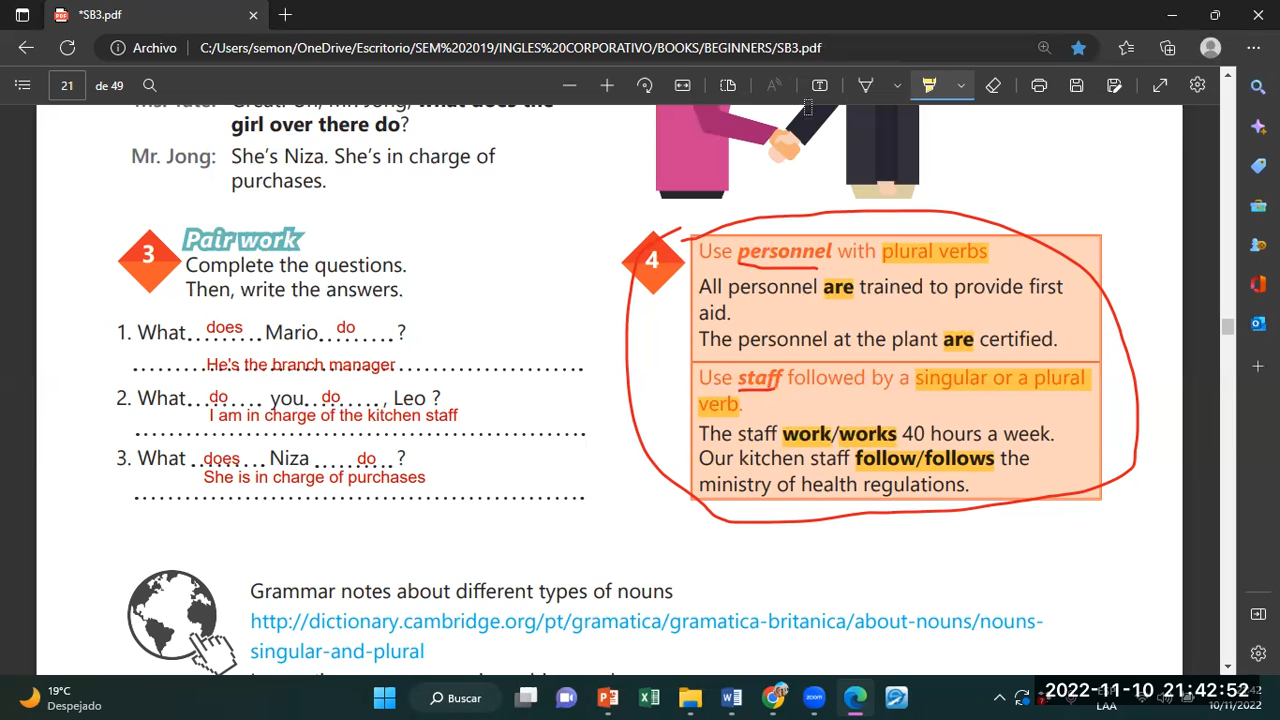 *SB3.pdf
Archivo
C:/Users/semon/OneDrive/Escritorio/SEM%202019/INGLES%20CORPORATIVO/BOOKS/BEGINNERS/SB3.pdf
21 de 49
girl over there do?
Mr. Jong: She's Niza. She's in charge of
purchases.
3 Pair work
Complete the questions.
Then, write the answers.
1. What does Mario do ?
He's the branch manager
2. What do you do , Leo ?
I am in charge of the kitchen staff
3. What does Niza do ?
She is in charge of purchases
4 Use personnel with plural verbs
All personnel are trained to provide first
aid.
The personnel at the plant are certified.
Use staff followed by a singular or a plural
verb.
The staff work/works 40 hours a week.
Our kitchen staff follow/follows the
ministry of health regulations.
Grammar notes about different types of nouns
http://dictionary.cambridge.org/pt/gramatica/gramatica-britanica/about-nouns/nouns-
singular-and-plural
19°C
Despejado
Buscar
LAA
2022-11-10 21:42:52
10/11/2022